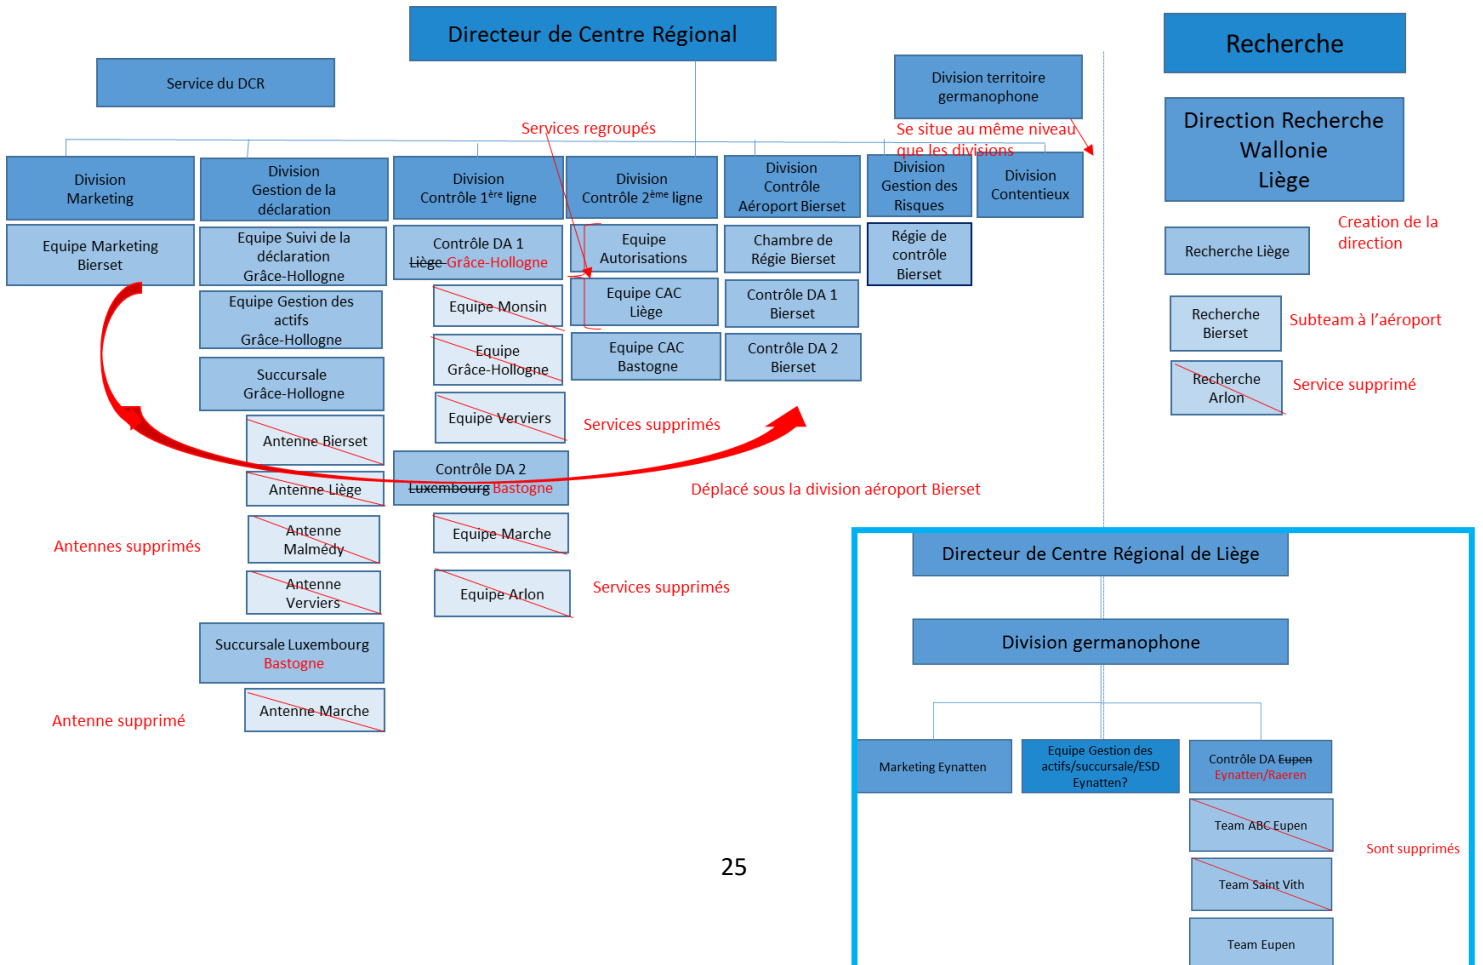 Directeur de Centre Régional
Recherche
Service du DCR
Division territoire
germanophone
Services regroupés
Se situe au même niveau
que les divisions
Direction Recherche
Wallonie
Liège
Division
Marketing
Division
Gestion de la
déclaration
Division
Contrôle 1ère ligne
Division
Contrôle 2ème ligne
Division
Contrôle
Aéroport Bierset
Division
Gestion des
Risques
Division
Contentieux
Equipe Marketing
Bierset
Equipe Suivi de la
déclaration
Grâce-Hollogne
Equipe Gestion des
actifs
Grâce-Hollogne
Succursale
Grâce-Hollogne
Antenne Bierset
Antenne Liège
Antenne
Malmédy
Antenne
Verviers
Antennes supprimés
Succursale Luxembourg
Bastogne
Antenne Marche
Antenne supprimé
Contrôle DA 1
Liège Grâce-Hollogne
Equipe Monsin
Equipe
Grâce-Hollogne
Equipe Verviers
Services supprimés
Contrôle DA 2
Luxembourg Bastogne
Equipe Marche
Equipe Arlon
Services supprimés
Equipe
Autorisations
Equipe CAC
Liège
Equipe CAC
Bastogne
Chambre de
Régie Bierset
Contrôle DA 1
Bierset
Contrôle DA 2
Bierset
Régie de
contrôle
Bierset
Déplacé sous la division aéroport Bierset
Recherche Liège
Creation de la
direction
Recherche
Bierset
Subteam à l'aéroport
Recherche
Arlon
Service supprimé
Directeur de Centre Régional de Liège
Division germanophone
Marketing Eynatten
Equipe Gestion des
actifs/succursale/ESD
Eynatten?
Contrôle DA Eupen
Eynatten/Raeren
Team ABC Eupen
Team Saint Vith
Sont supprimés
Team Eupen
25